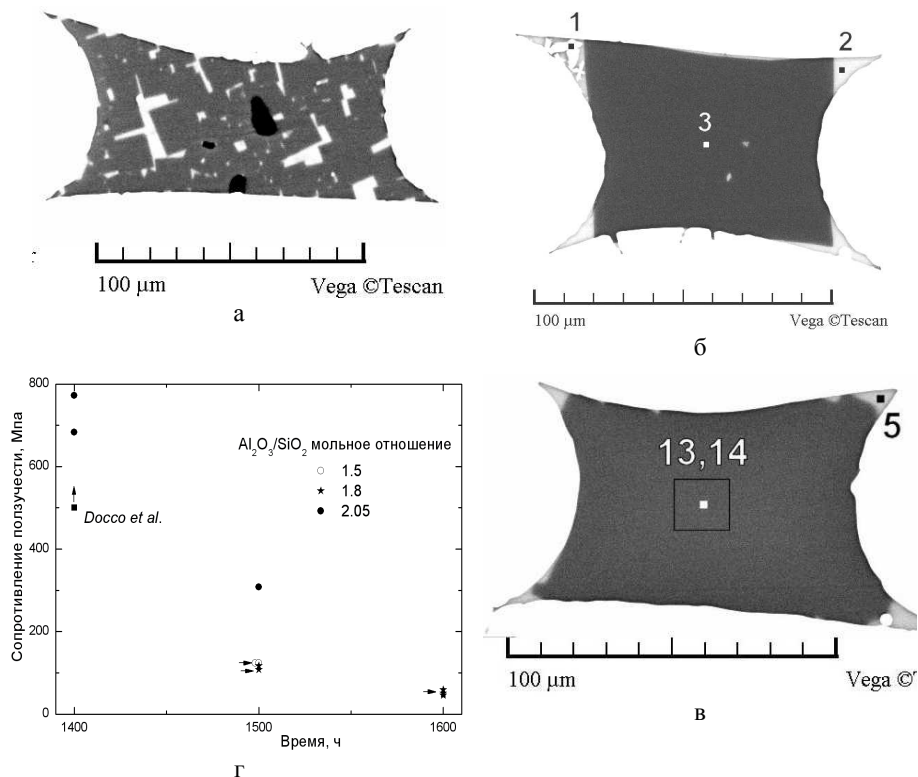 100 µm Vega ©Tescan
а
1
2
3
100 µm Vega ©Tescan
б
800
600
400
200
0
Сопротивление ползучести, Мпа
Al2O3/SiO2 мольное отношение
1.5
1.8
2.05
Docco et al.
1400 1500 1600
Время, ч
г
5
13,14
100 µm Vega ©T
в